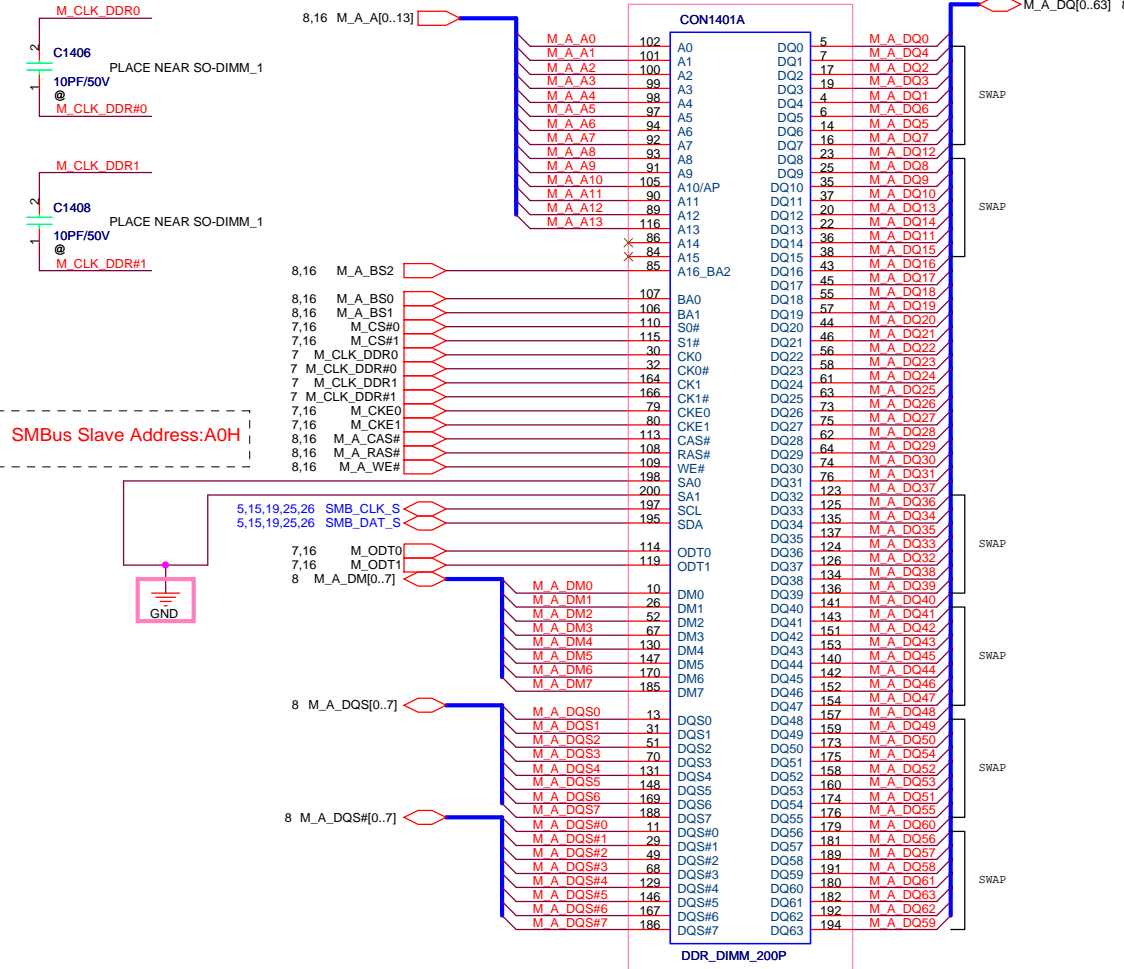 M_CLK_DDR0
2
C1406
PLACE NEAR SO-DIMM_1
10PF/50V
1
@
M_CLK_DDR#0
M_CLK_DDR1
2
C1408
PLACE NEAR SO-DIMM_1
10PF/50V
1
@
M_CLK_DDR#1
SMBus Slave Address:A0H
GND
8,16 M_A_A[0..13]
8,16 M_A_BS2
8,16 M_A_BS0
8,16 M_A_BS1
7,16 M_CS#0
7,16 M_CS#1
7 M_CLK_DDR0
7 M_CLK_DDR#0
7 M_CLK_DDR1
7 M_CLK_DDR#1
7,16 M_CKE0
7,16 M_CKE1
8,16 M_A_CAS#
8,16 M_A_RAS#
8,16 M_A_WE#
5,15,19,25,26 SMB_CLK_S
5,15,19,25,26 SMB_DAT_S
7,16 M_ODT0
7,16 M_ODT1
8 M_A_DM[0..7]
8 M_A_DQS[0..7]
8 M_A_DQS#[0..7]
CON1401A
M_A_A0 102 A0
M_A_A1 101 A1
M_A_A2 100 A2
M_A_A3 99 A3
M_A_A4 98 A4
M_A_A5 97 A5
M_A_A6 94 A6
M_A_A7 92 A7
M_A_A8 93 A8
M_A_A9 91 A9
M_A_A10 105 A10/AP
M_A_A11 90 A11
M_A_A12 89 A12
M_A_A13 116 A13
86 A14
84 A15
85 A16_BA2
107 BA0
106 BA1
110 S0#
115 S1#
30 CK0
32 CK0#
164 CK1
166 CK1#
79 CKE0
80 CKE1
113 CAS#
108 RAS#
109 WE#
198 SA0
200 SA1
197 SCL
195 SDA
114 ODT0
119 ODT1
M_A_DM0 10 DM0
M_A_DM1 26 DM1
M_A_DM2 52 DM2
M_A_DM3 67 DM3
M_A_DM4 130 DM4
M_A_DM5 147 DM5
M_A_DM6 170 DM6
M_A_DM7 185 DM7
M_A_DQS0 13 DQS0
M_A_DQS1 31 DQS1
M_A_DQS2 51 DQS2
M_A_DQS3 70 DQS3
M_A_DQS4 131 DQS4
M_A_DQS5 148 DQS5
M_A_DQS6 169 DQS6
M_A_DQS7 188 DQS7
M_A_DQS#0 11 DQS#0
M_A_DQS#1 29 DQS#1
M_A_DQS#2 49 DQS#2
M_A_DQS#3 68 DQS#3
M_A_DQS#4 129 DQS#4
M_A_DQS#5 146 DQS#5
M_A_DQS#6 167 DQS#6
M_A_DQS#7 186 DQS#7
DQ0 5 M_A_DQ0
DQ1 7 M_A_DQ4
DQ2 17 M_A_DQ2
DQ3 19 M_A_DQ3
DQ4 4 M_A_DQ1
DQ5 6 M_A_DQ6
DQ6 14 M_A_DQ5
DQ7 16 M_A_DQ7
DQ8 23 M_A_DQ12
DQ9 25 M_A_DQ8
DQ10 35 M_A_DQ9
DQ11 37 M_A_DQ10
DQ12 20 M_A_DQ13
DQ13 22 M_A_DQ14
DQ14 36 M_A_DQ11
DQ15 38 M_A_DQ15
DQ16 43 M_A_DQ16
DQ17 45 M_A_DQ17
DQ18 55 M_A_DQ18
DQ19 57 M_A_DQ19
DQ20 44 M_A_DQ20
DQ21 46 M_A_DQ21
DQ22 56 M_A_DQ22
DQ23 58 M_A_DQ23
DQ24 61 M_A_DQ24
DQ25 63 M_A_DQ25
DQ26 73 M_A_DQ26
DQ27 75 M_A_DQ27
DQ28 62 M_A_DQ28
DQ29 64 M_A_DQ29
DQ30 74 M_A_DQ30
DQ31 76 M_A_DQ31
DQ32 123 M_A_DQ37
DQ33 125 M_A_DQ36
DQ34 135 M_A_DQ34
DQ35 137 M_A_DQ35
DQ36 124 M_A_DQ33
DQ37 126 M_A_DQ32
DQ38 134 M_A_DQ38
DQ39 136 M_A_DQ39
DQ40 141 M_A_DQ40
DQ41 143 M_A_DQ41
DQ42 151 M_A_DQ42
DQ43 153 M_A_DQ43
DQ44 140 M_A_DQ45
DQ45 142 M_A_DQ44
DQ46 152 M_A_DQ46
DQ47 154 M_A_DQ47
DQ48 157 M_A_DQ48
DQ49 159 M_A_DQ49
DQ50 173 M_A_DQ50
DQ51 175 M_A_DQ54
DQ52 158 M_A_DQ52
DQ53 160 M_A_DQ53
DQ54 174 M_A_DQ51
DQ55 176 M_A_DQ55
DQ56 179 M_A_DQ60
DQ57 181 M_A_DQ56
DQ58 189 M_A_DQ57
DQ59 191 M_A_DQ58
DQ60 180 M_A_DQ61
DQ61 182 M_A_DQ63
DQ62 192 M_A_DQ62
DQ63 194 M_A_DQ59
DDR_DIMM_200P
M_A_DQ[0..63]
SWAP
SWAP
SWAP
SWAP
SWAP
SWAP